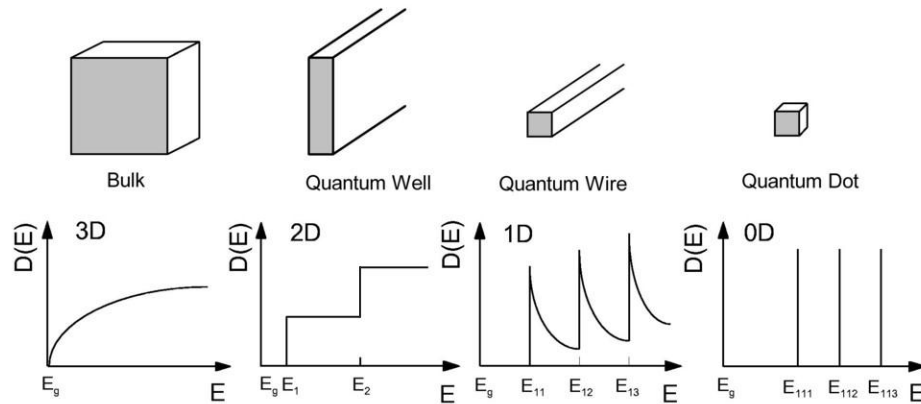 Bulk
Quantum Well
Quantum Wire
Quantum Dot
D(E)
3D
E_g
E
D(E)
2D
E_g E_1 E_2 E
D(E)
1D
E_g E_11 E_12 E_13 E
D(E)
0D
E_g E_111 E_112 E_113 E